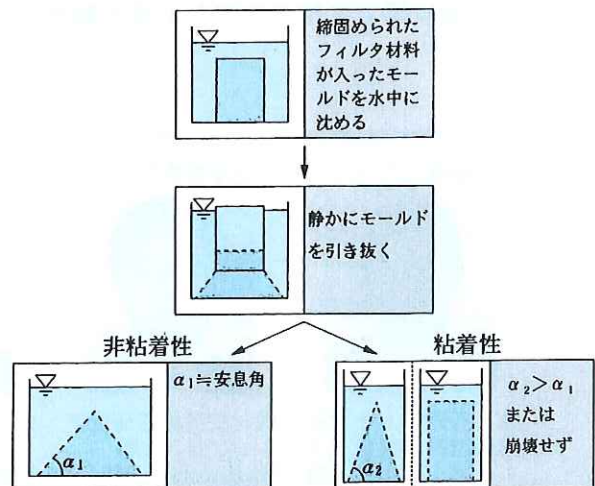 締固められた
フィルタ材料
が入ったモー
ルドを水中に
沈める
静かにモールド
を引き抜く
非粘着性
粘着性
α₁≒安息角
α₁
α₂
α₂>α₁
または
崩壊せず